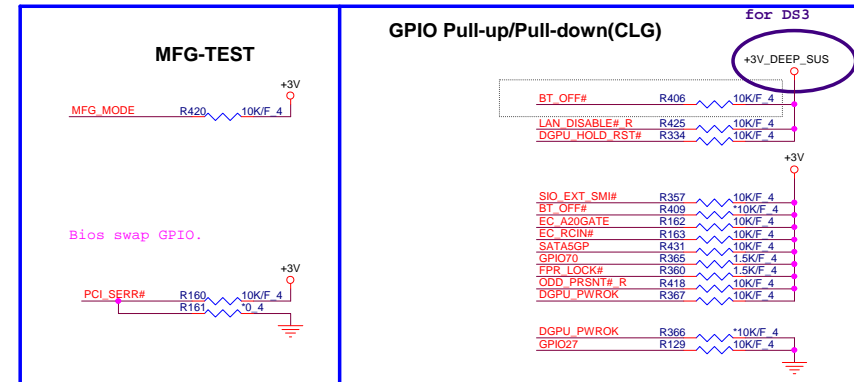 for DS3
MFG-TEST
GPIO Pull-up/Pull-down(CLG)
+3V_DEEP_SUS
+3V
MFG_MODE R420 10K/F_4
BT_OFF# R406 10K/F_4
LAN_DISABLE#_R R425 10K/F_4
DGPU_HOLD_RST# R334 10K/F_4
+3V
SIO_EXT_SMI# R357 10K/F_4
BT_OFF# R409 *10K/F_4
EC_A20GATE R162 10K/F_4
EC_RCIN# R163 10K/F_4
SATA5GP R431 10K/F_4
GPIO70 R365 1.5K/F_4
FPR_LOCK# R360 1.5K/F_4
ODD_PRSNT#_R R418 10K/F_4
DGPU_PWROK R367 10K/F_4
Bios swap GPIO.
+3V
PCI_SERR# R160 10K/F_4
R161 *0_4
DGPU_PWROK R366 *10K/F_4
GPIO27 R129 10K/F_4